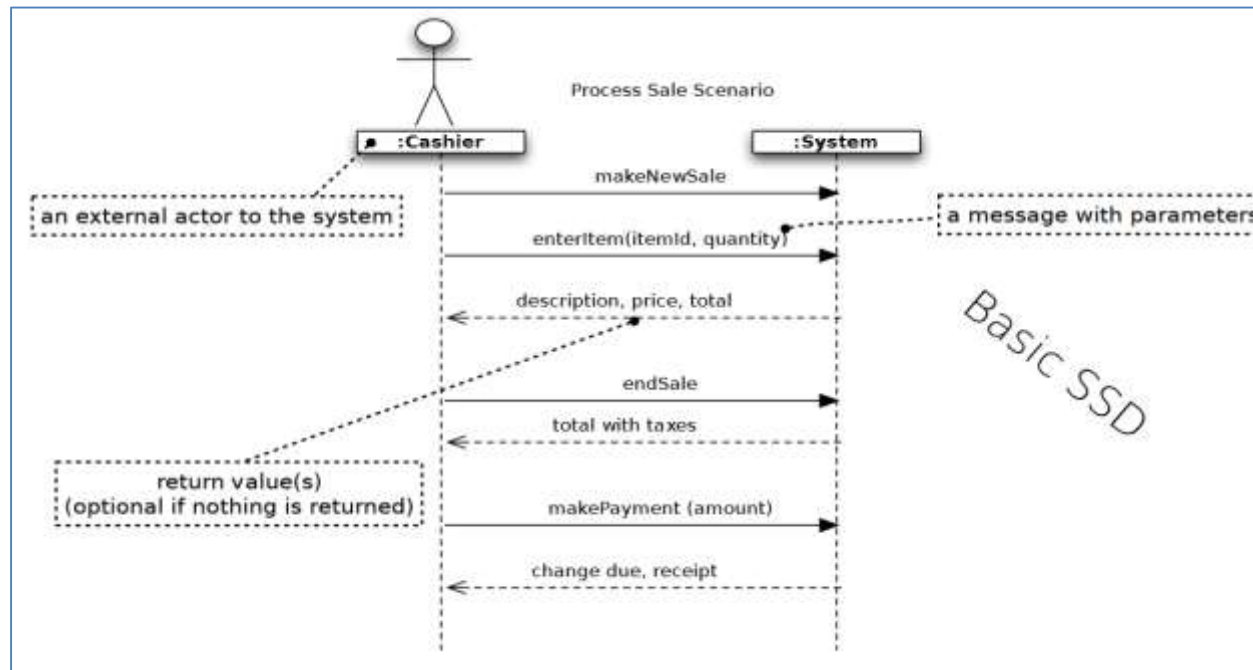 Process Sale Scenario
:Cashier
:System
makeNewSale
an external actor to the system
a message with parameters
enterItem(itemId, quantity)
description, price, total
Basic SSD
endSale
total with taxes
return value(s)
(optional if nothing is returned)
makePayment (amount)
change due, receipt